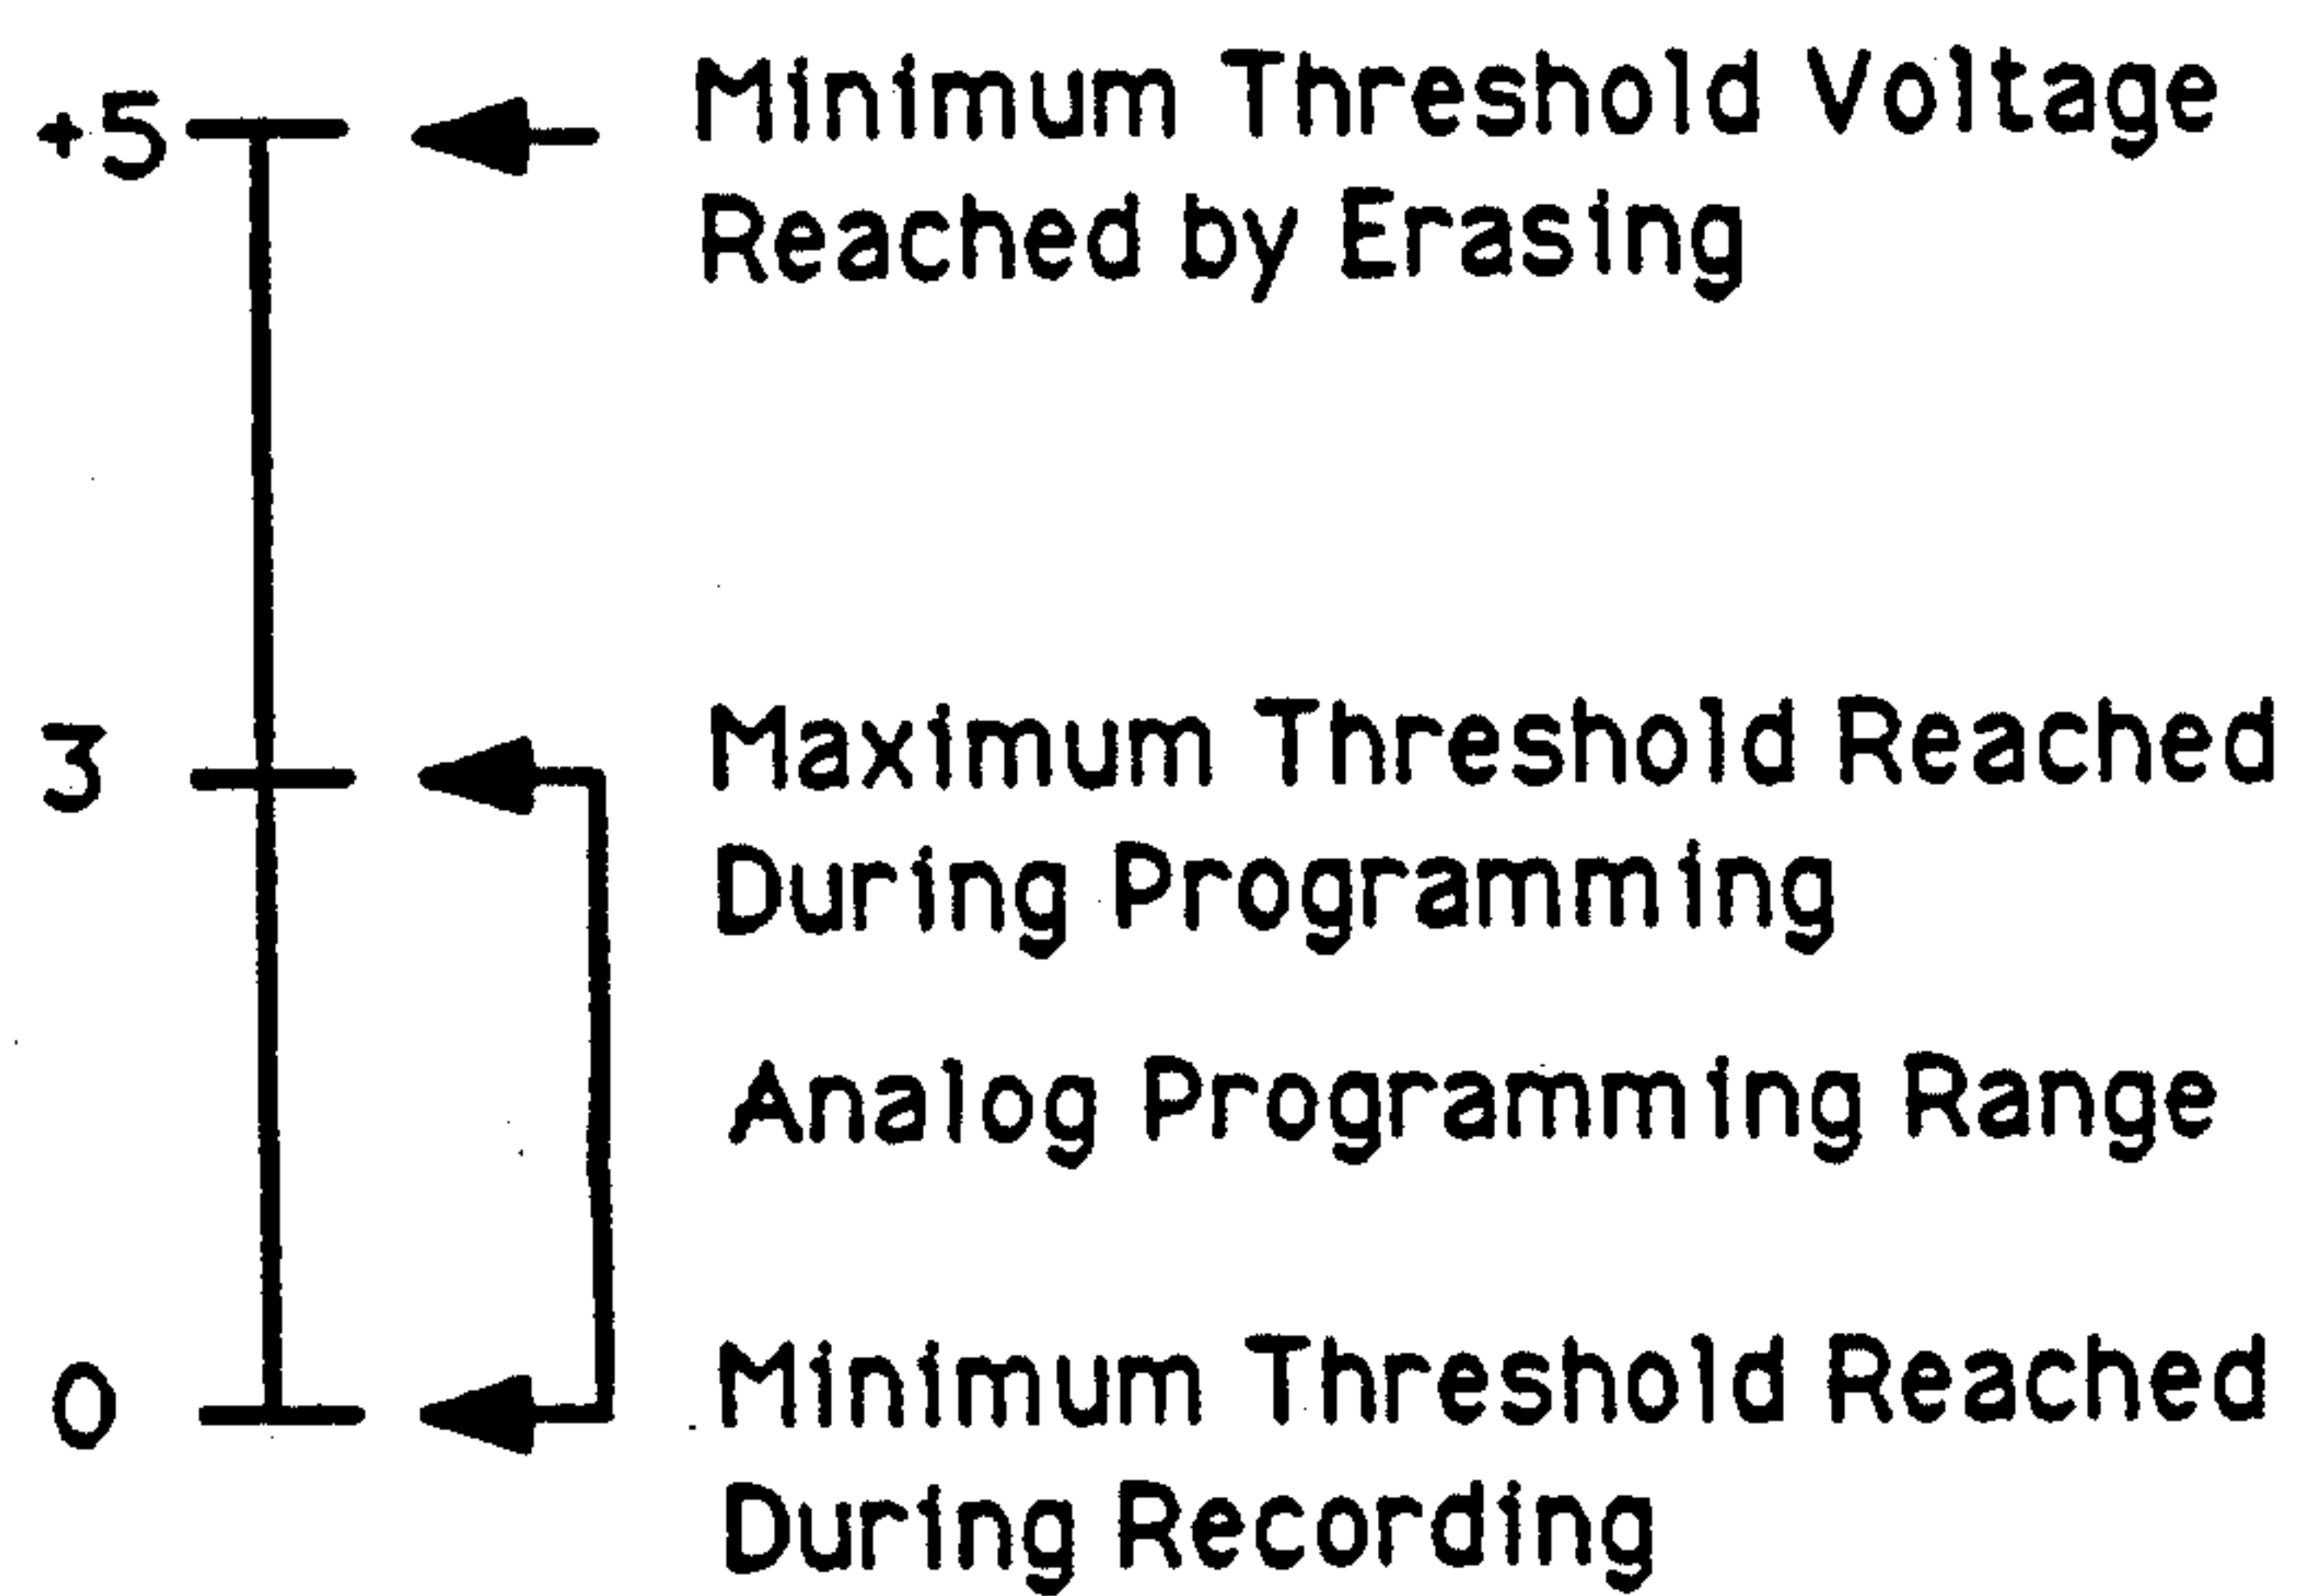 +5 Minimum Threshold Voltage
Reached by Erasing
3 Maximum Threshold Reached
During Programming
Analog Programming Range
0 Minimum Threshold Reached
During Recording